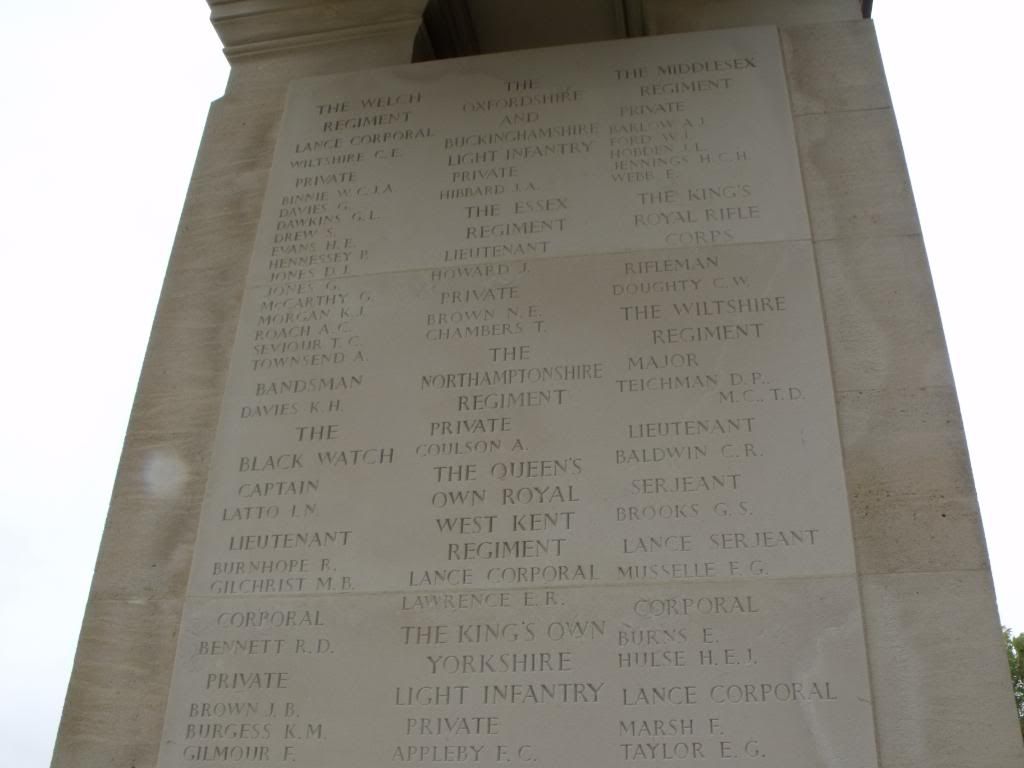 THE WELCH
REGIMENT
LANCE CORPORAL
WILTSHIRE C. E.
PRIVATE
BINNIE W. C. J. A
DAVIES G.
DAWKINS G. L.
DREW S.
EVANS H. E.
HENNESSEY P.
JONES D. J.
JONES G.
McCARTHY G.
MORGAN K. J.
ROACH A. C.
SEVIOUR T. C.
TOWNSEND A.
BANDSMAN
DAVIES K. H.
THE
BLACK WATCH
CAPTAIN
LATTO I. N.
LIEUTENANT
BURNHOPE R.
GILCHRIST M. B.
CORPORAL
BENNETT R. D.
PRIVATE
BROWN J. B.
BURGESS K. M.
GILMOUR F.
THE
OXFORDSHIRE
AND
BUCKINGHAMSHIRE
LIGHT INFANTRY
PRIVATE
HIBBARD J. A.
THE ESSEX
REGIMENT
LIEUTENANT
HOWARD J.
PRIVATE
BROWN N. E.
CHAMBERS T.
THE
NORTHAMPTONSHIRE
REGIMENT
PRIVATE
COULSON A.
THE QUEEN'S
OWN ROYAL
WEST KENT
REGIMENT
LANCE CORPORAL
LAWRENCE E. R.
THE KING'S OWN
YORKSHIRE
LIGHT INFANTRY
PRIVATE
APPLEBY F. C.
THE MIDDLESEX
REGIMENT
PRIVATE
BARLOW A. J.
FORD W. J.
HOBDEN J. L.
JENNINGS H. C. H.
WEBB E.
THE KING'S
ROYAL RIFLE
CORPS
RIFLEMAN
DOUGHTY C. W.
THE WILTSHIRE
REGIMENT
MAJOR
TEICHMAN D. P.,
M.C., T.D.
LIEUTENANT
BALDWIN C. R.
SERJEANT
BROOKS G. S.
LANCE SERJEANT
MUSSELLE F. G.
CORPORAL
BURNS E.
HULSE H. E. J.
LANCE CORPORAL
MARSH F.
TAYLOR E. G.